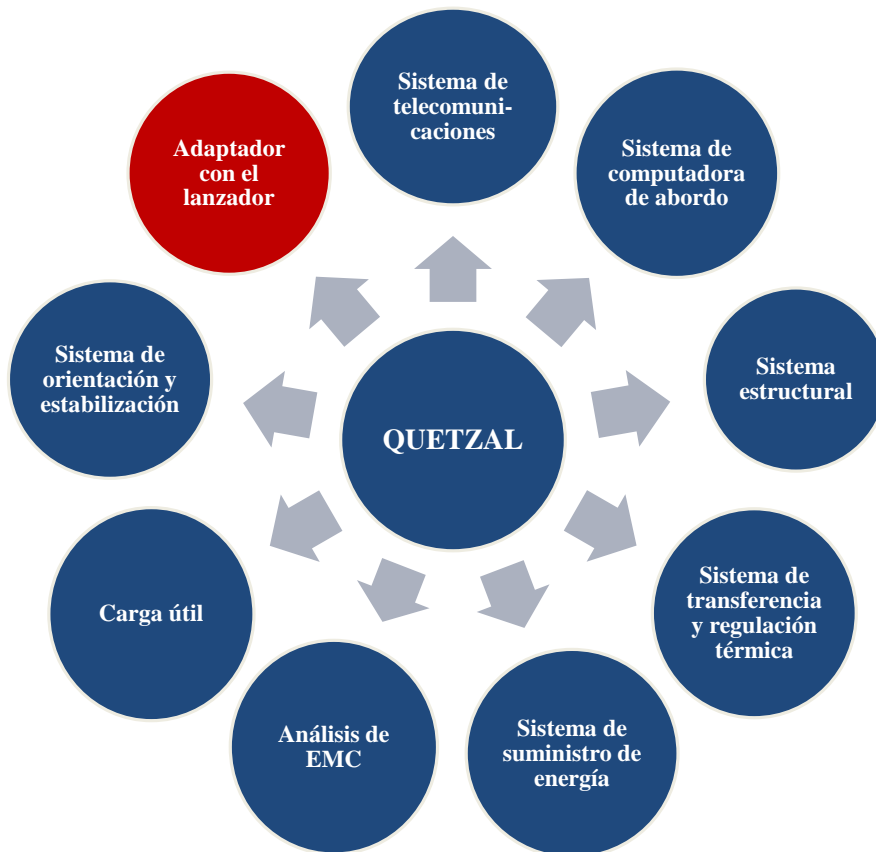 Sistema de
telecomuni-
caciones
Sistema de
computadora
de abordo
Sistema
estructural
Sistema de
transferencia
y regulación
térmica
Sistema de
suministro de
energía
Análisis de
EMC
Carga útil
Sistema de
orientación y
estabilización
Adaptador
con el
lanzador
QUETZAL